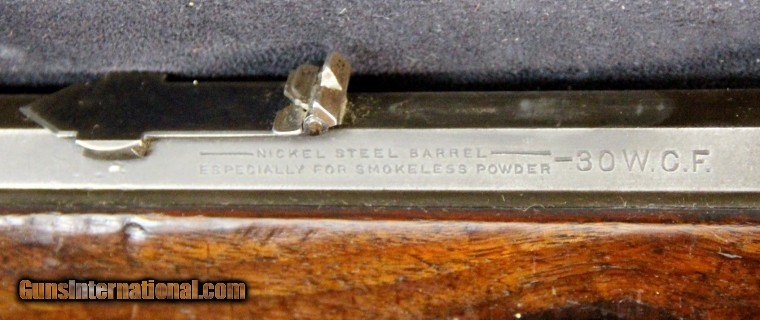 NICKEL STEEL BARREL
ESPECIALLY FOR SMOKELESS POWDER
-30 W.C.F.
GunsInternational.com